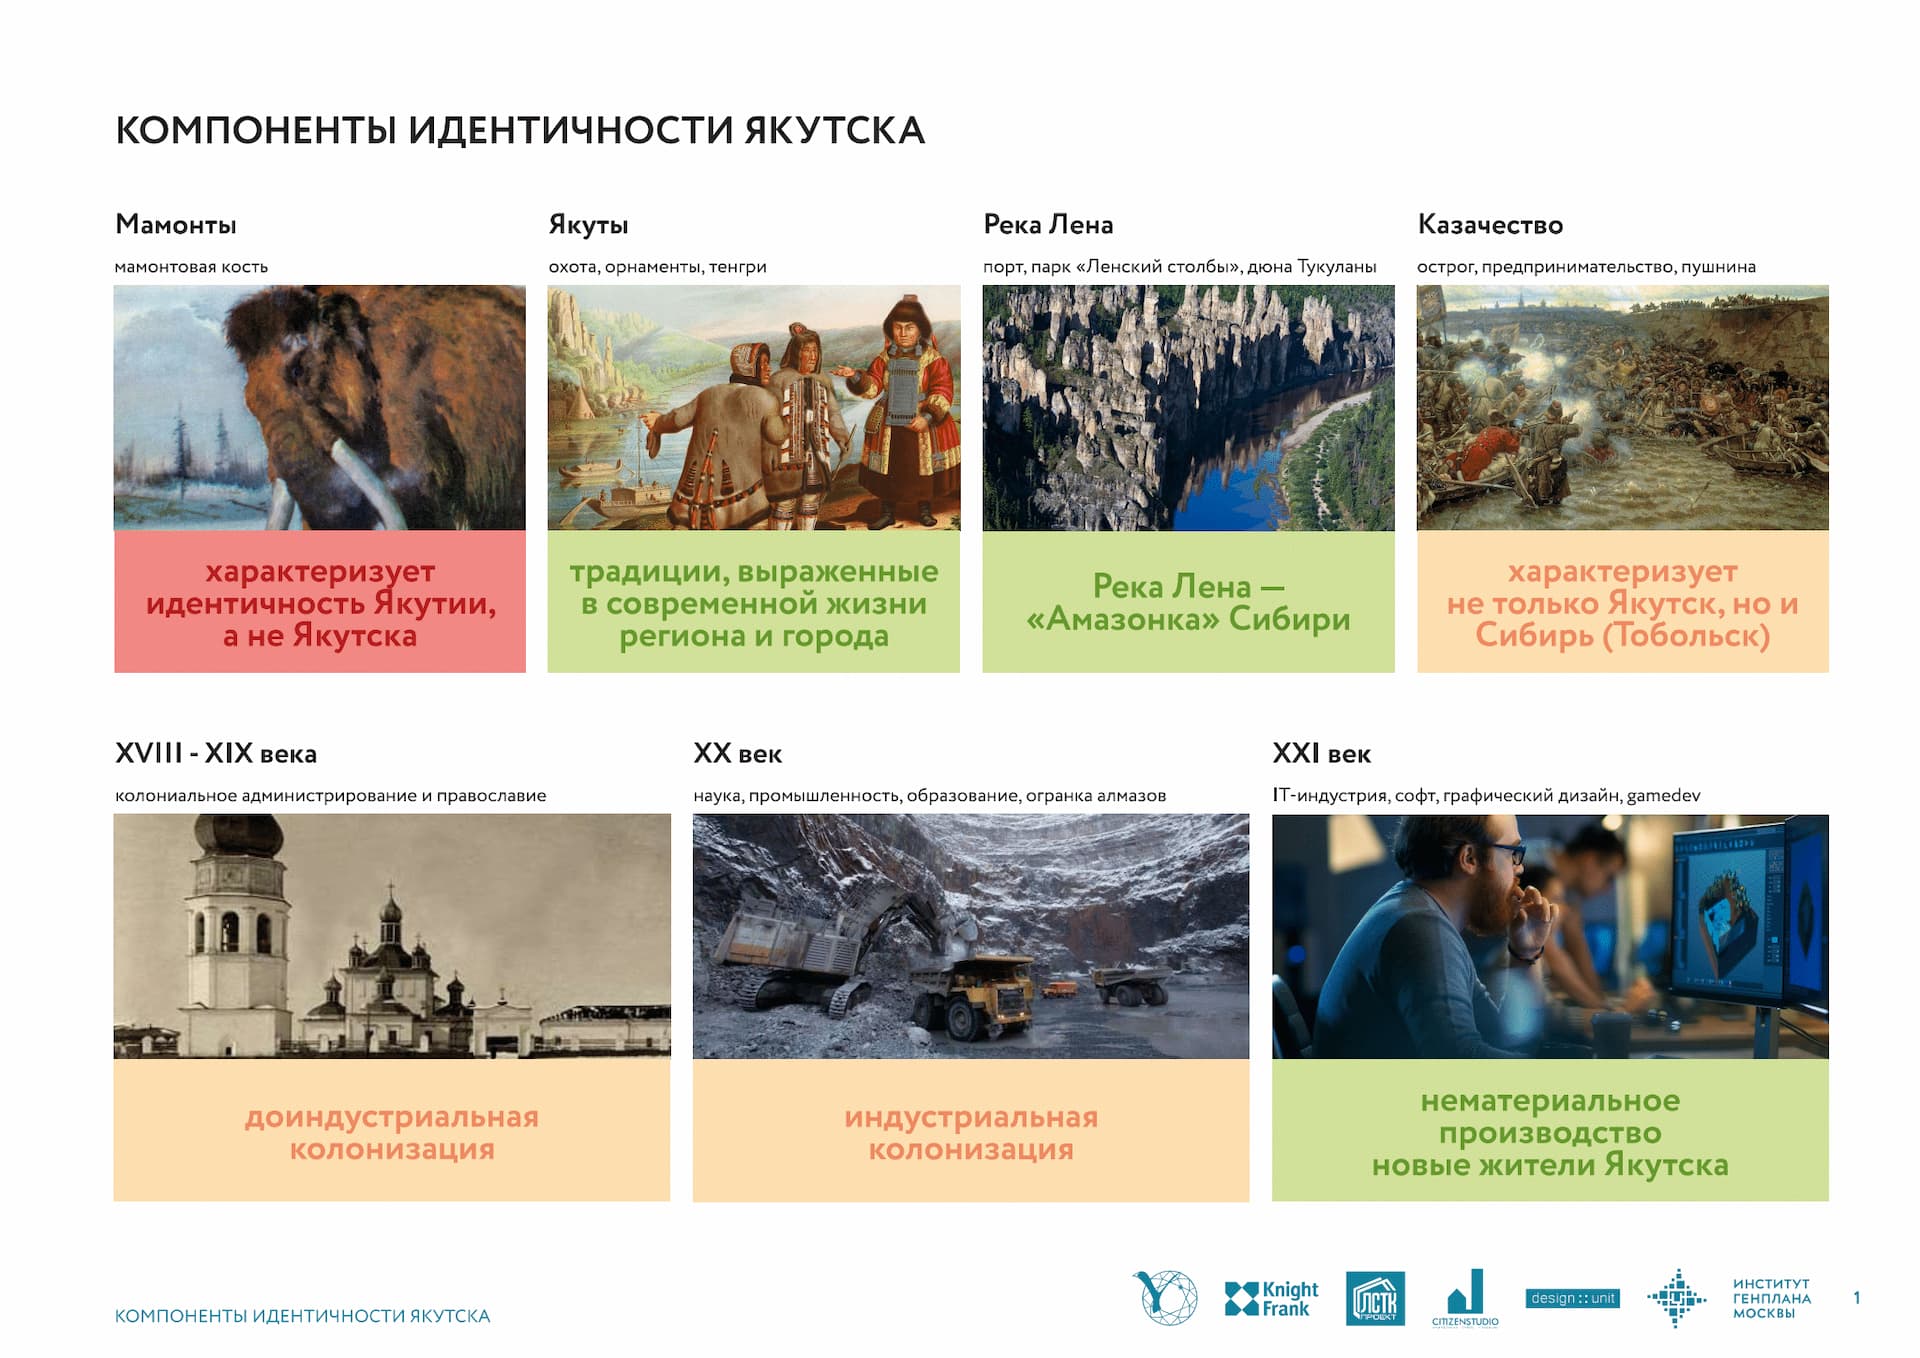 КОМПОНЕНТЫ ИДЕНТИЧНОСТИ ЯКУТСКА
Мамонты
мамонтовая кость
характеризует
идентичность Якутии,
а не Якутска
Якуты
охота, орнаменты, тенгри
традиции, выраженные
в современной жизни
региона и города
Река Лена
порт, парк «Ленский столбы», дюна Тукуланы
Река Лена —
«Амазонка» Сибири
Казачество
острог, предпринимательство, пушнина
характеризует
не только Якутск, но и
Сибирь (Тобольск)
XVIII - XIX века
колониальное администрирование и православие
доиндустриальная
колонизация
XX век
наука, промышленность, образование, огранка алмазов
индустриальная
колонизация
XXI век
IT-индустрия, софт, графический дизайн, gamedev
нематериальное
производство
новые жители Якутска
КОМПОНЕНТЫ ИДЕНТИЧНОСТИ ЯКУТСКА
Knight
Frank
ЛСТК
ПРОЕКТ
CITIZENSTUDIO
design::unit
ИНСТИТУТ
ГЕНПЛАНА
МОСКВЫ
1